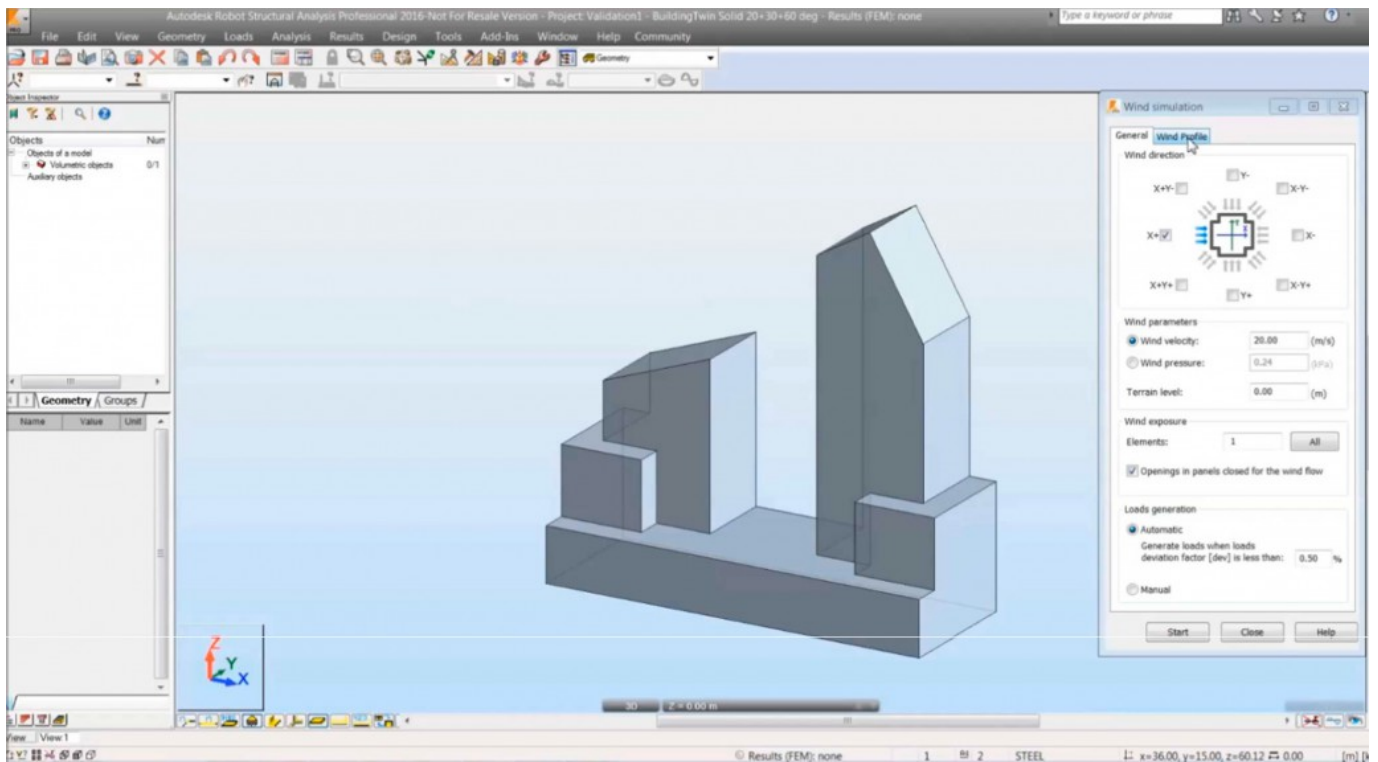 Autodesk Robot Structural Analysis Professional 2016-Not For Resale Version - Project: Validation1 - BuildingTwin Solid 20+30+60 deg - Results (FEM): none
Type a keyword or phrase
PRO
File Edit View Geometry Loads Analysis Results Design Tools Add-Ins Window Help Community
Geometry
Object Inspector
Objects Num
Objects of a model
Volumetric objects 0/1
Auxiliary objects
Geometry Groups
Name Value Unit
Wind simulation
General Wind Profile
Wind direction
Y-
X+Y- X-Y-
X+ X-
X+Y+ X-Y+
Y+
Wind parameters
Wind velocity: 20.00 (m/s)
Wind pressure: 0.24 (kPa)
Terrain level: 0.00 (m)
Wind exposure
Elements: 1 All
Openings in panels closed for the wind flow
Loads generation
Automatic
Generate loads when loads
deviation factor [dev] is less than: 0.50 %
Manual
Start Close Help
Z
Y
X
3D Z = 0.00 m
View View:1
Results (FEM): none 1 2 STEEL x=36.00, y=15.00, z=60.12 0.00 [m]